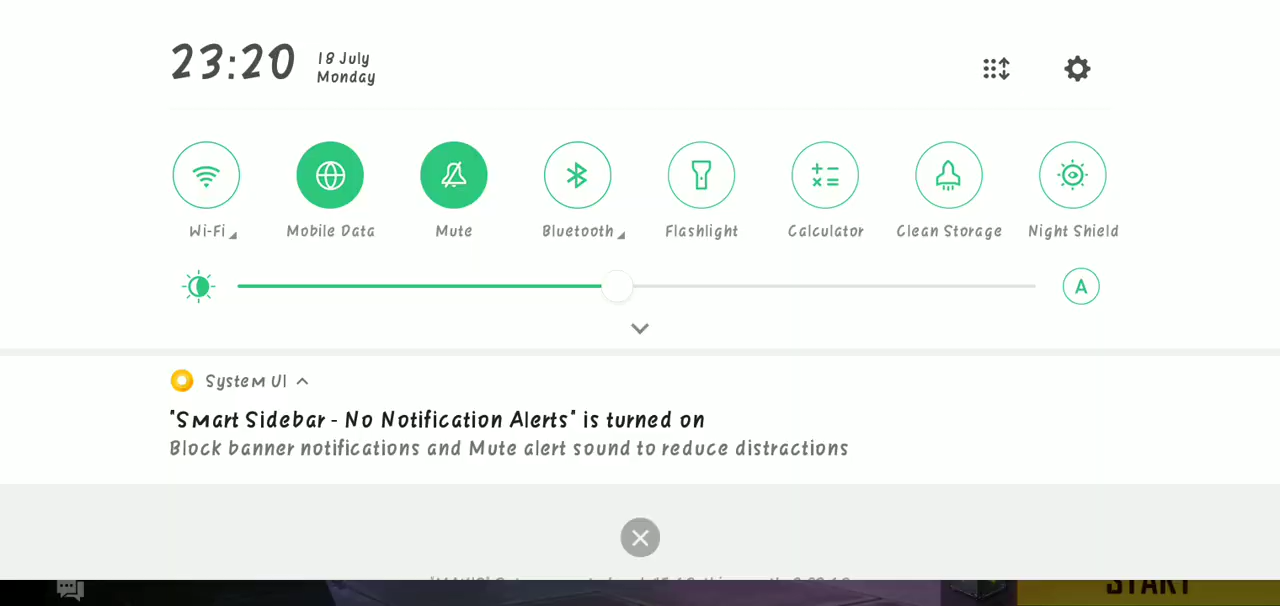 23:20
18 July
Monday
Wi-Fi
Mobile Data
Mute
Bluetooth
Flashlight
Calculator
Clean Storage
Night Shield
A
System UI
"Smart Sidebar - No Notification Alerts" is turned on
Block banner notifications and Mute alert sound to reduce distractions
START